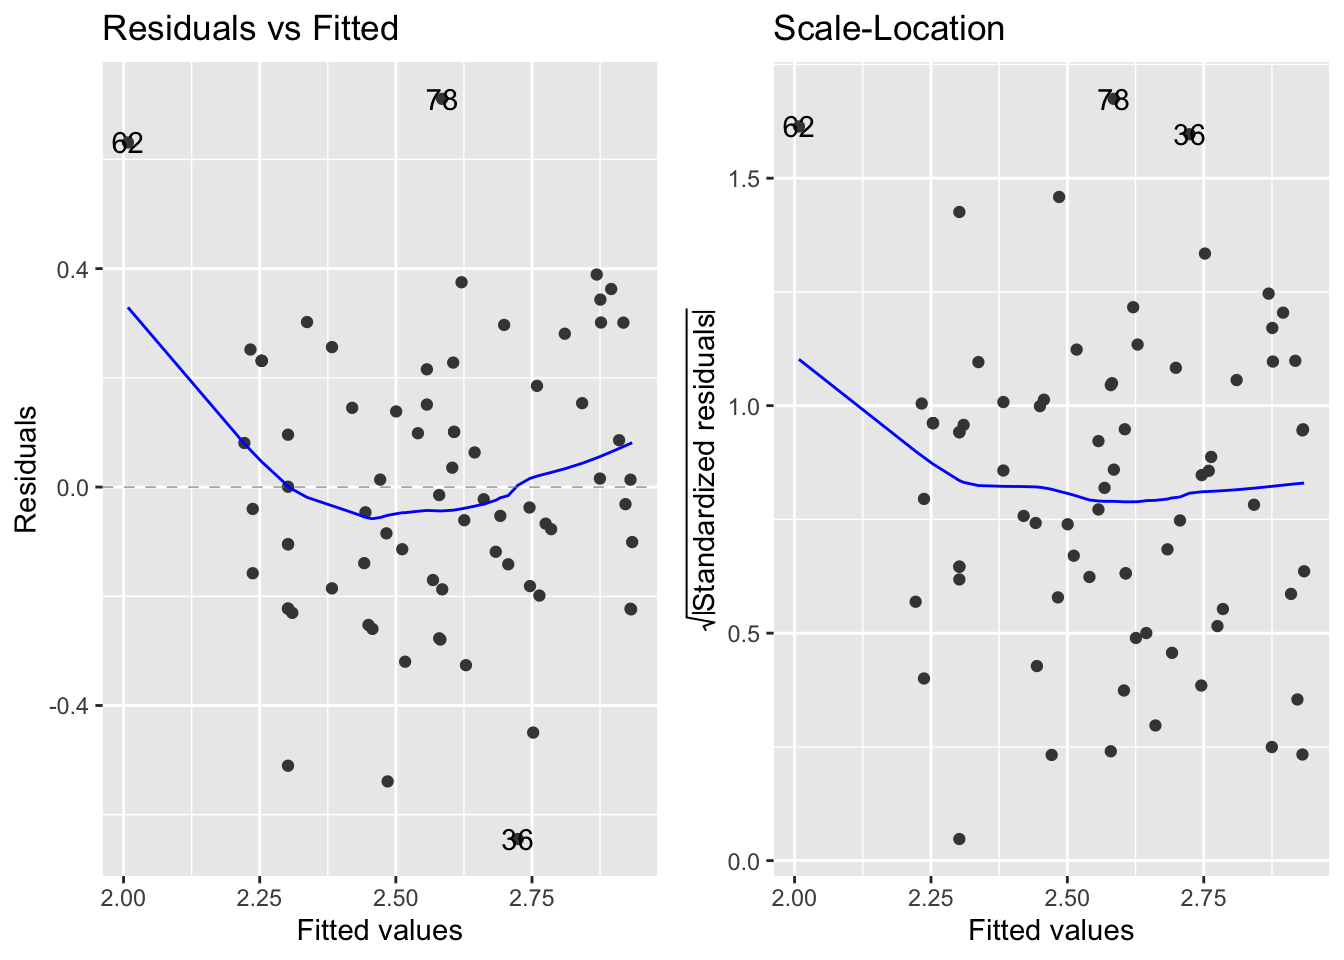 Residuals vs Fitted
78
62
0.4
0.0
-0.4
36
2.00 2.25 2.50 2.75
Fitted values
Residuals
Scale-Location
78
62
36
1.5
1.0
0.5
0.0
2.00 2.25 2.50 2.75
Fitted values
√|Standardized residuals|